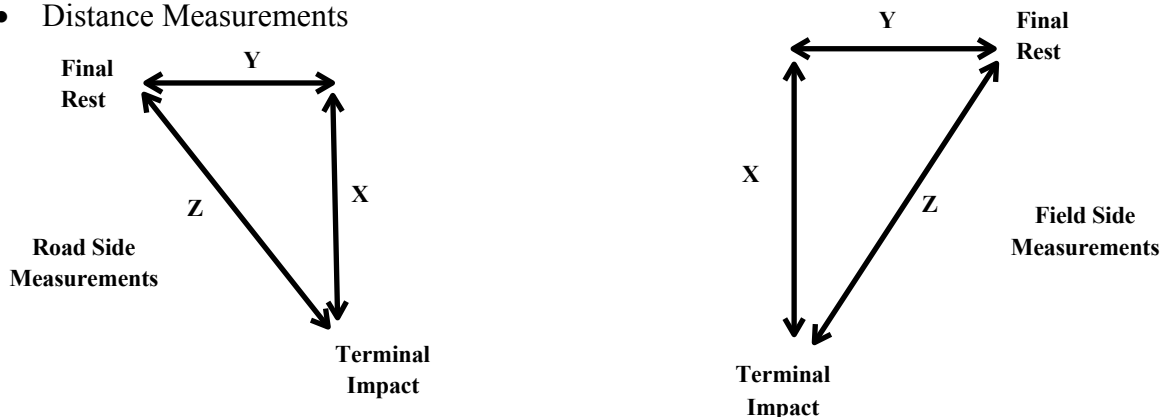 • Distance Measurements
Final
Rest
Y
X
Z
Road Side
Measurements
Terminal
Impact
Y
Final
Rest
X
Z
Field Side
Measurements
Terminal
Impact